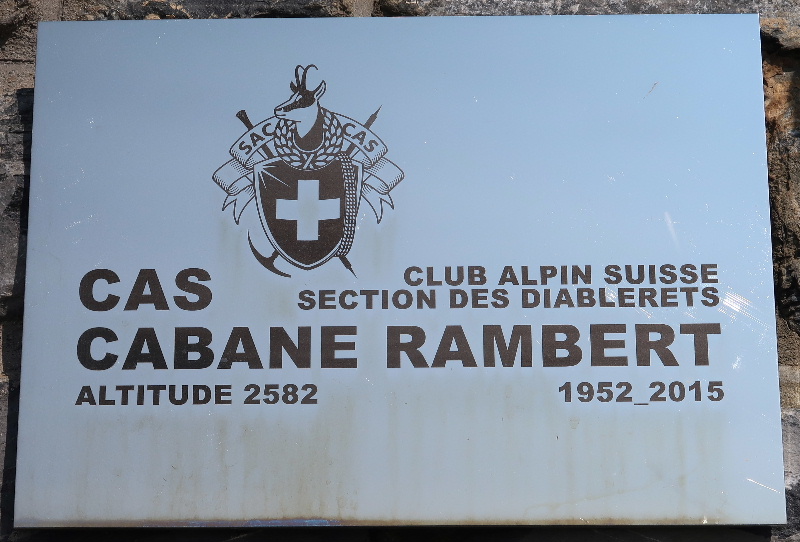 SAC CAS
CAS
CLUB ALPIN SUISSE
SECTION DES DIABLERETS
CABANE RAMBERT
ALTITUDE 2582
1952_2015